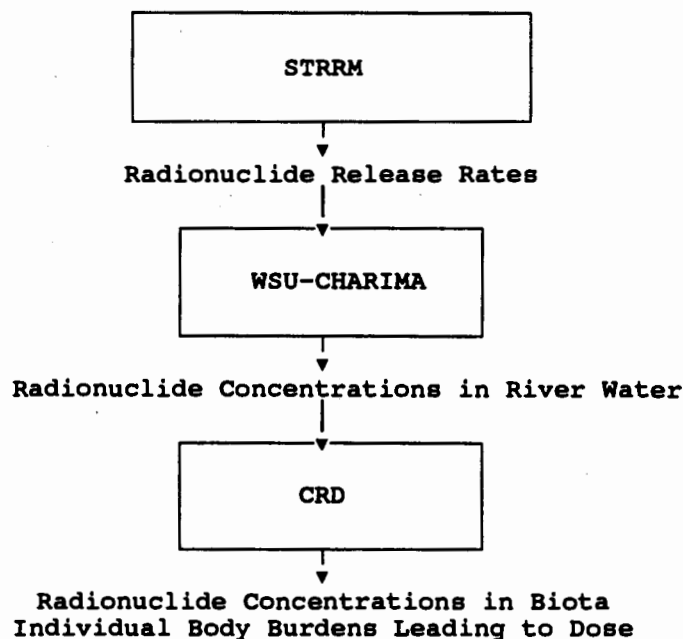 STRRM
Radionuclide Release Rates
WSU-CHARIMA
Radionuclide Concentrations in River Water
CRD
Radionuclide Concentrations in Biota
Individual Body Burdens Leading to Dose